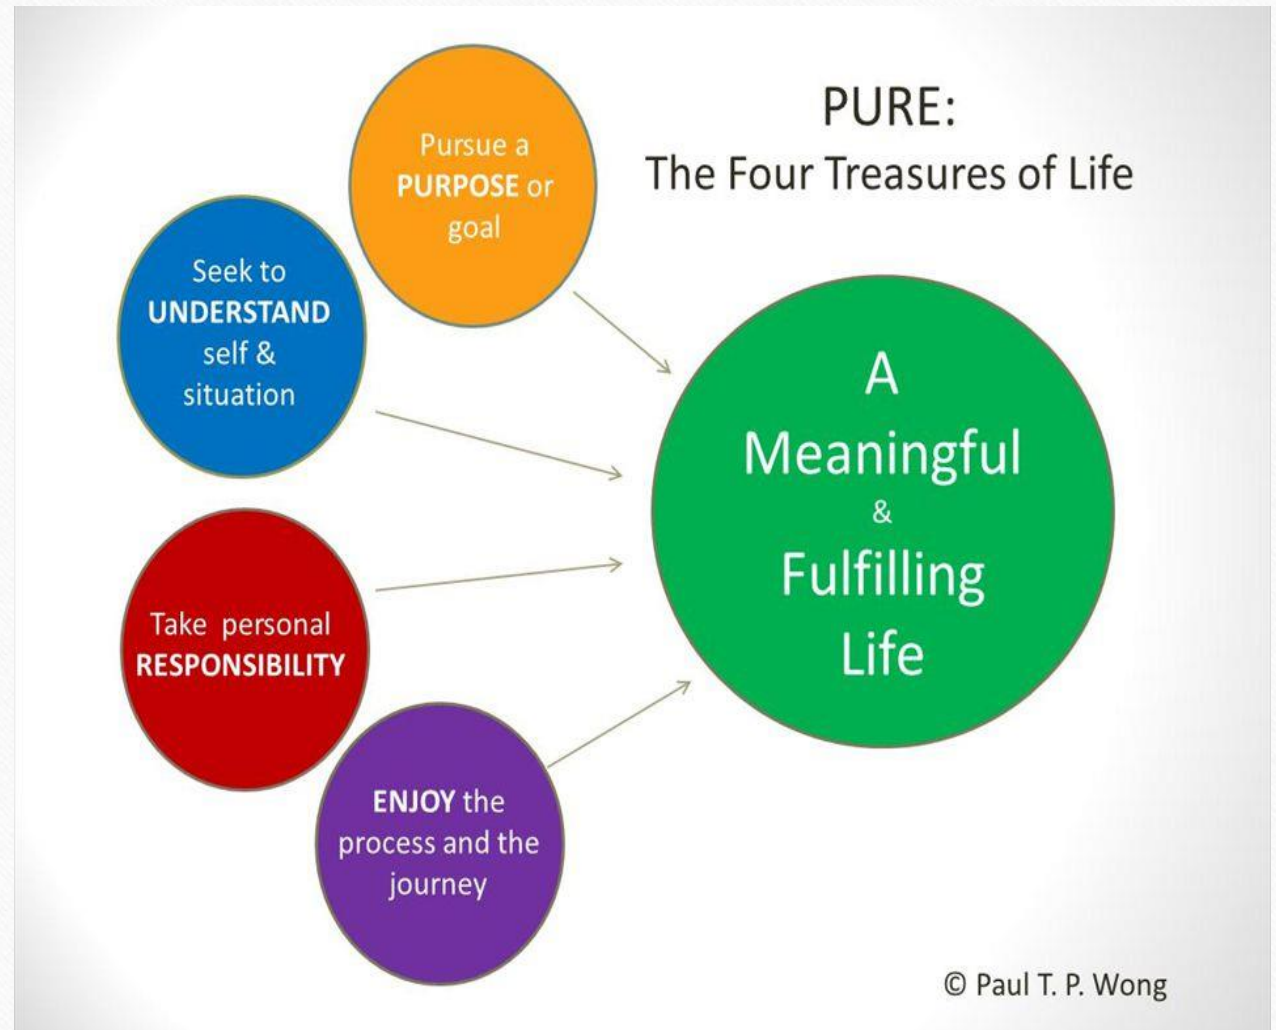 PURE:
The Four Treasures of Life
Pursue a
PURPOSE or
goal
Seek to
UNDERSTAND
self &
situation
Take personal
RESPONSIBILITY
ENJOY the
process and the
journey
A
Meaningful
&
Fulfilling
Life
© Paul T. P. Wong